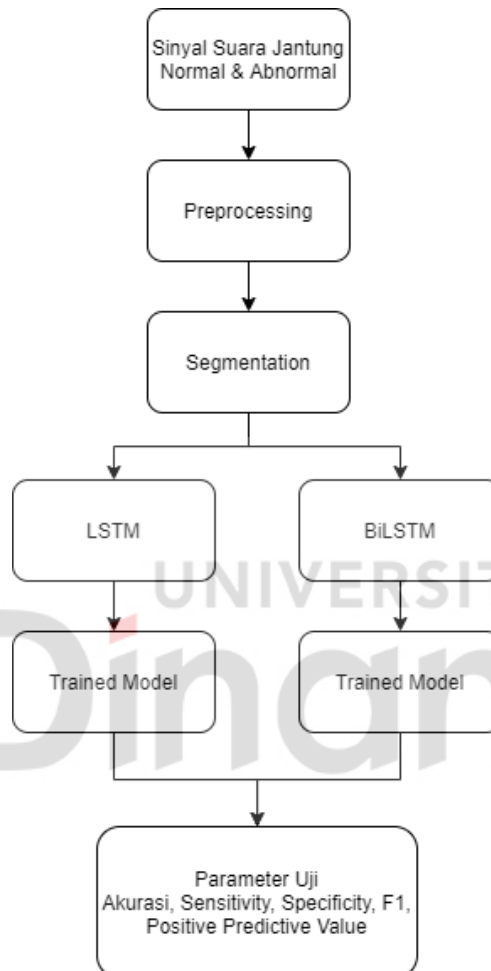 Sinyal Suara Jantung
Normal & Abnormal
Preprocessing
Segmentation
LSTM
BiLSTM
UNIVERSIT
Dinar
Trained Model
Trained Model
Parameter Uji
Akurasi, Sensitivity, Specificity, F1,
Positive Predictive Value